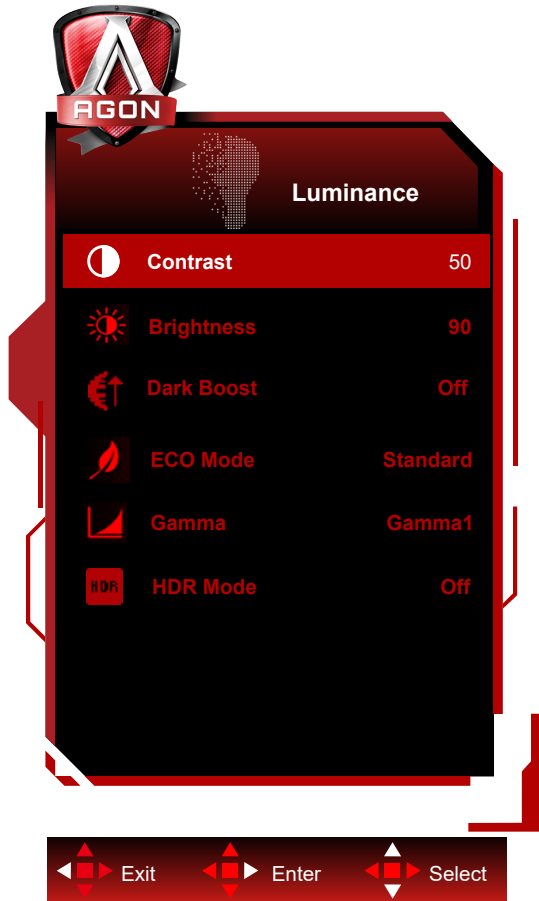 AGON
Luminance
Contrast 50
Brightness 90
Dark Boost Off
ECO Mode Standard
Gamma Gamma1
HDR HDR Mode Off
Exit Enter Select